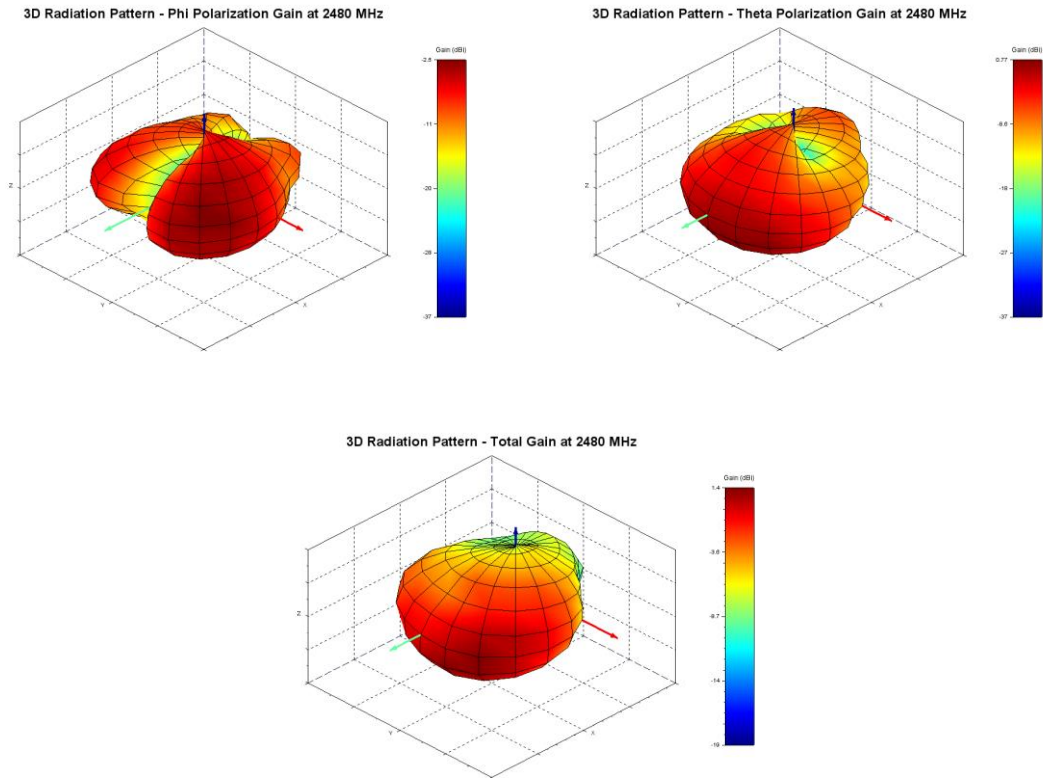 3D Radiation Pattern - Phi Polarization Gain at 2480 MHz
Gain (dBi)
-2.8
-11
-20
-28
-37
Z
Y
X
3D Radiation Pattern - Theta Polarization Gain at 2480 MHz
Gain (dBi)
0.77
-8.6
-18
-27
-37
Z
Y
X
3D Radiation Pattern - Total Gain at 2480 MHz
Gain (dBi)
1.4
-3.6
-8.7
-14
-19
Z
Y
X